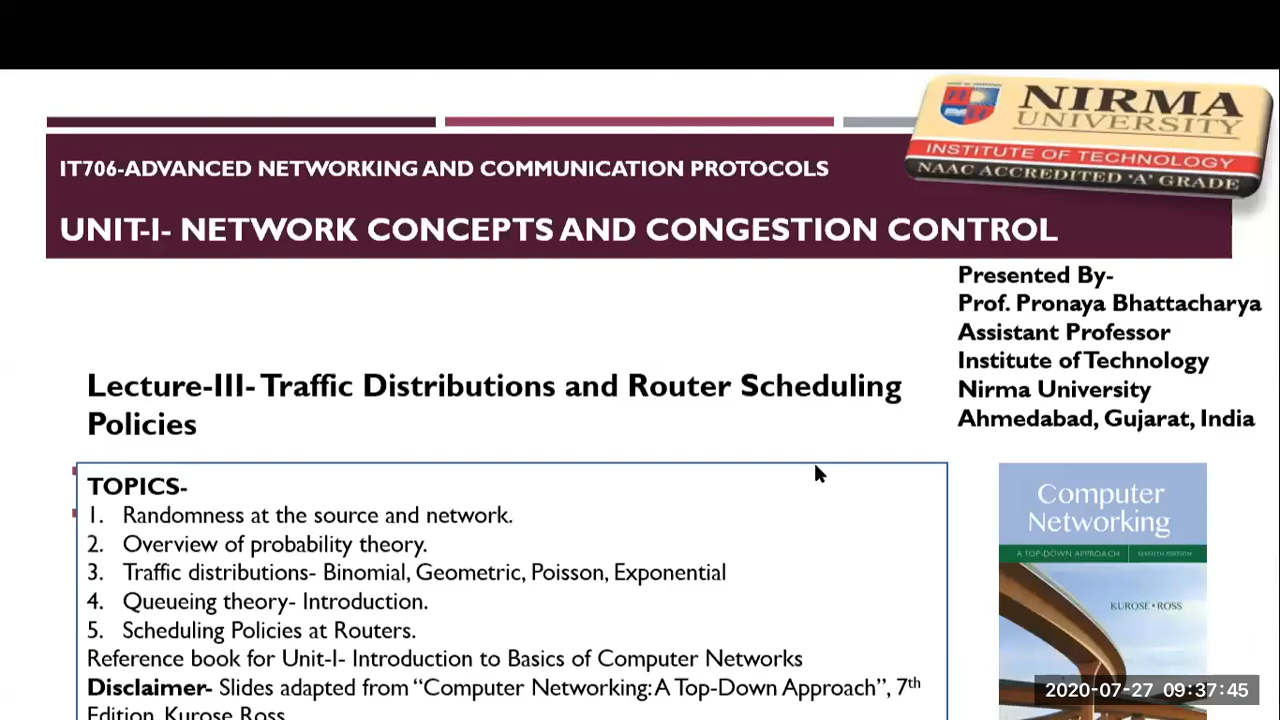 NIRMA
UNIVERSITY
INSTITUTE OF TECHNOLOGY
NAAC ACCREDITED 'A' GRADE
IT706-ADVANCED NETWORKING AND COMMUNICATION PROTOCOLS
UNIT-I- NETWORK CONCEPTS AND CONGESTION CONTROL
Presented By-
Prof. Pronaya Bhattacharya
Assistant Professor
Institute of Technology
Nirma University
Ahmedabad, Gujarat, India
Lecture-III- Traffic Distributions and Router Scheduling
Policies
TOPICS-
1. Randomness at the source and network.
2. Overview of probability theory.
3. Traffic distributions- Binomial, Geometric, Poisson, Exponential
4. Queueing theory- Introduction.
5. Scheduling Policies at Routers.
Reference book for Unit-I- Introduction to Basics of Computer Networks
Disclaimer- Slides adapted from “Computer Networking: A Top-Down Approach”, 7th
Edition, Kurose Ross
Computer
Networking
A TOP-DOWN APPROACH SEVENTH EDITION
KUROSE • ROSS
2020-07-27 09:37:45